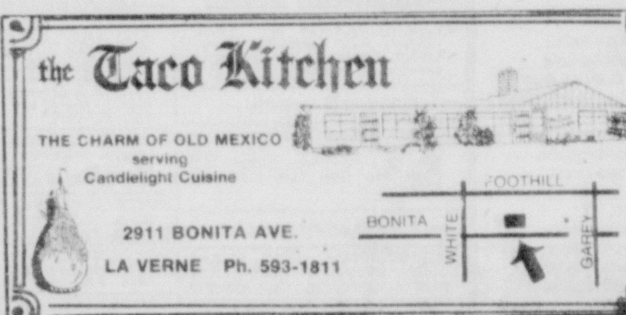 the Taco Kitchen
THE CHARM OF OLD MEXICO
serving
Candlelight Cuisine
2911 BONITA AVE.
LA VERNE Ph. 593-1811
FOOTHILL
BONITA
WHITE
GAREY